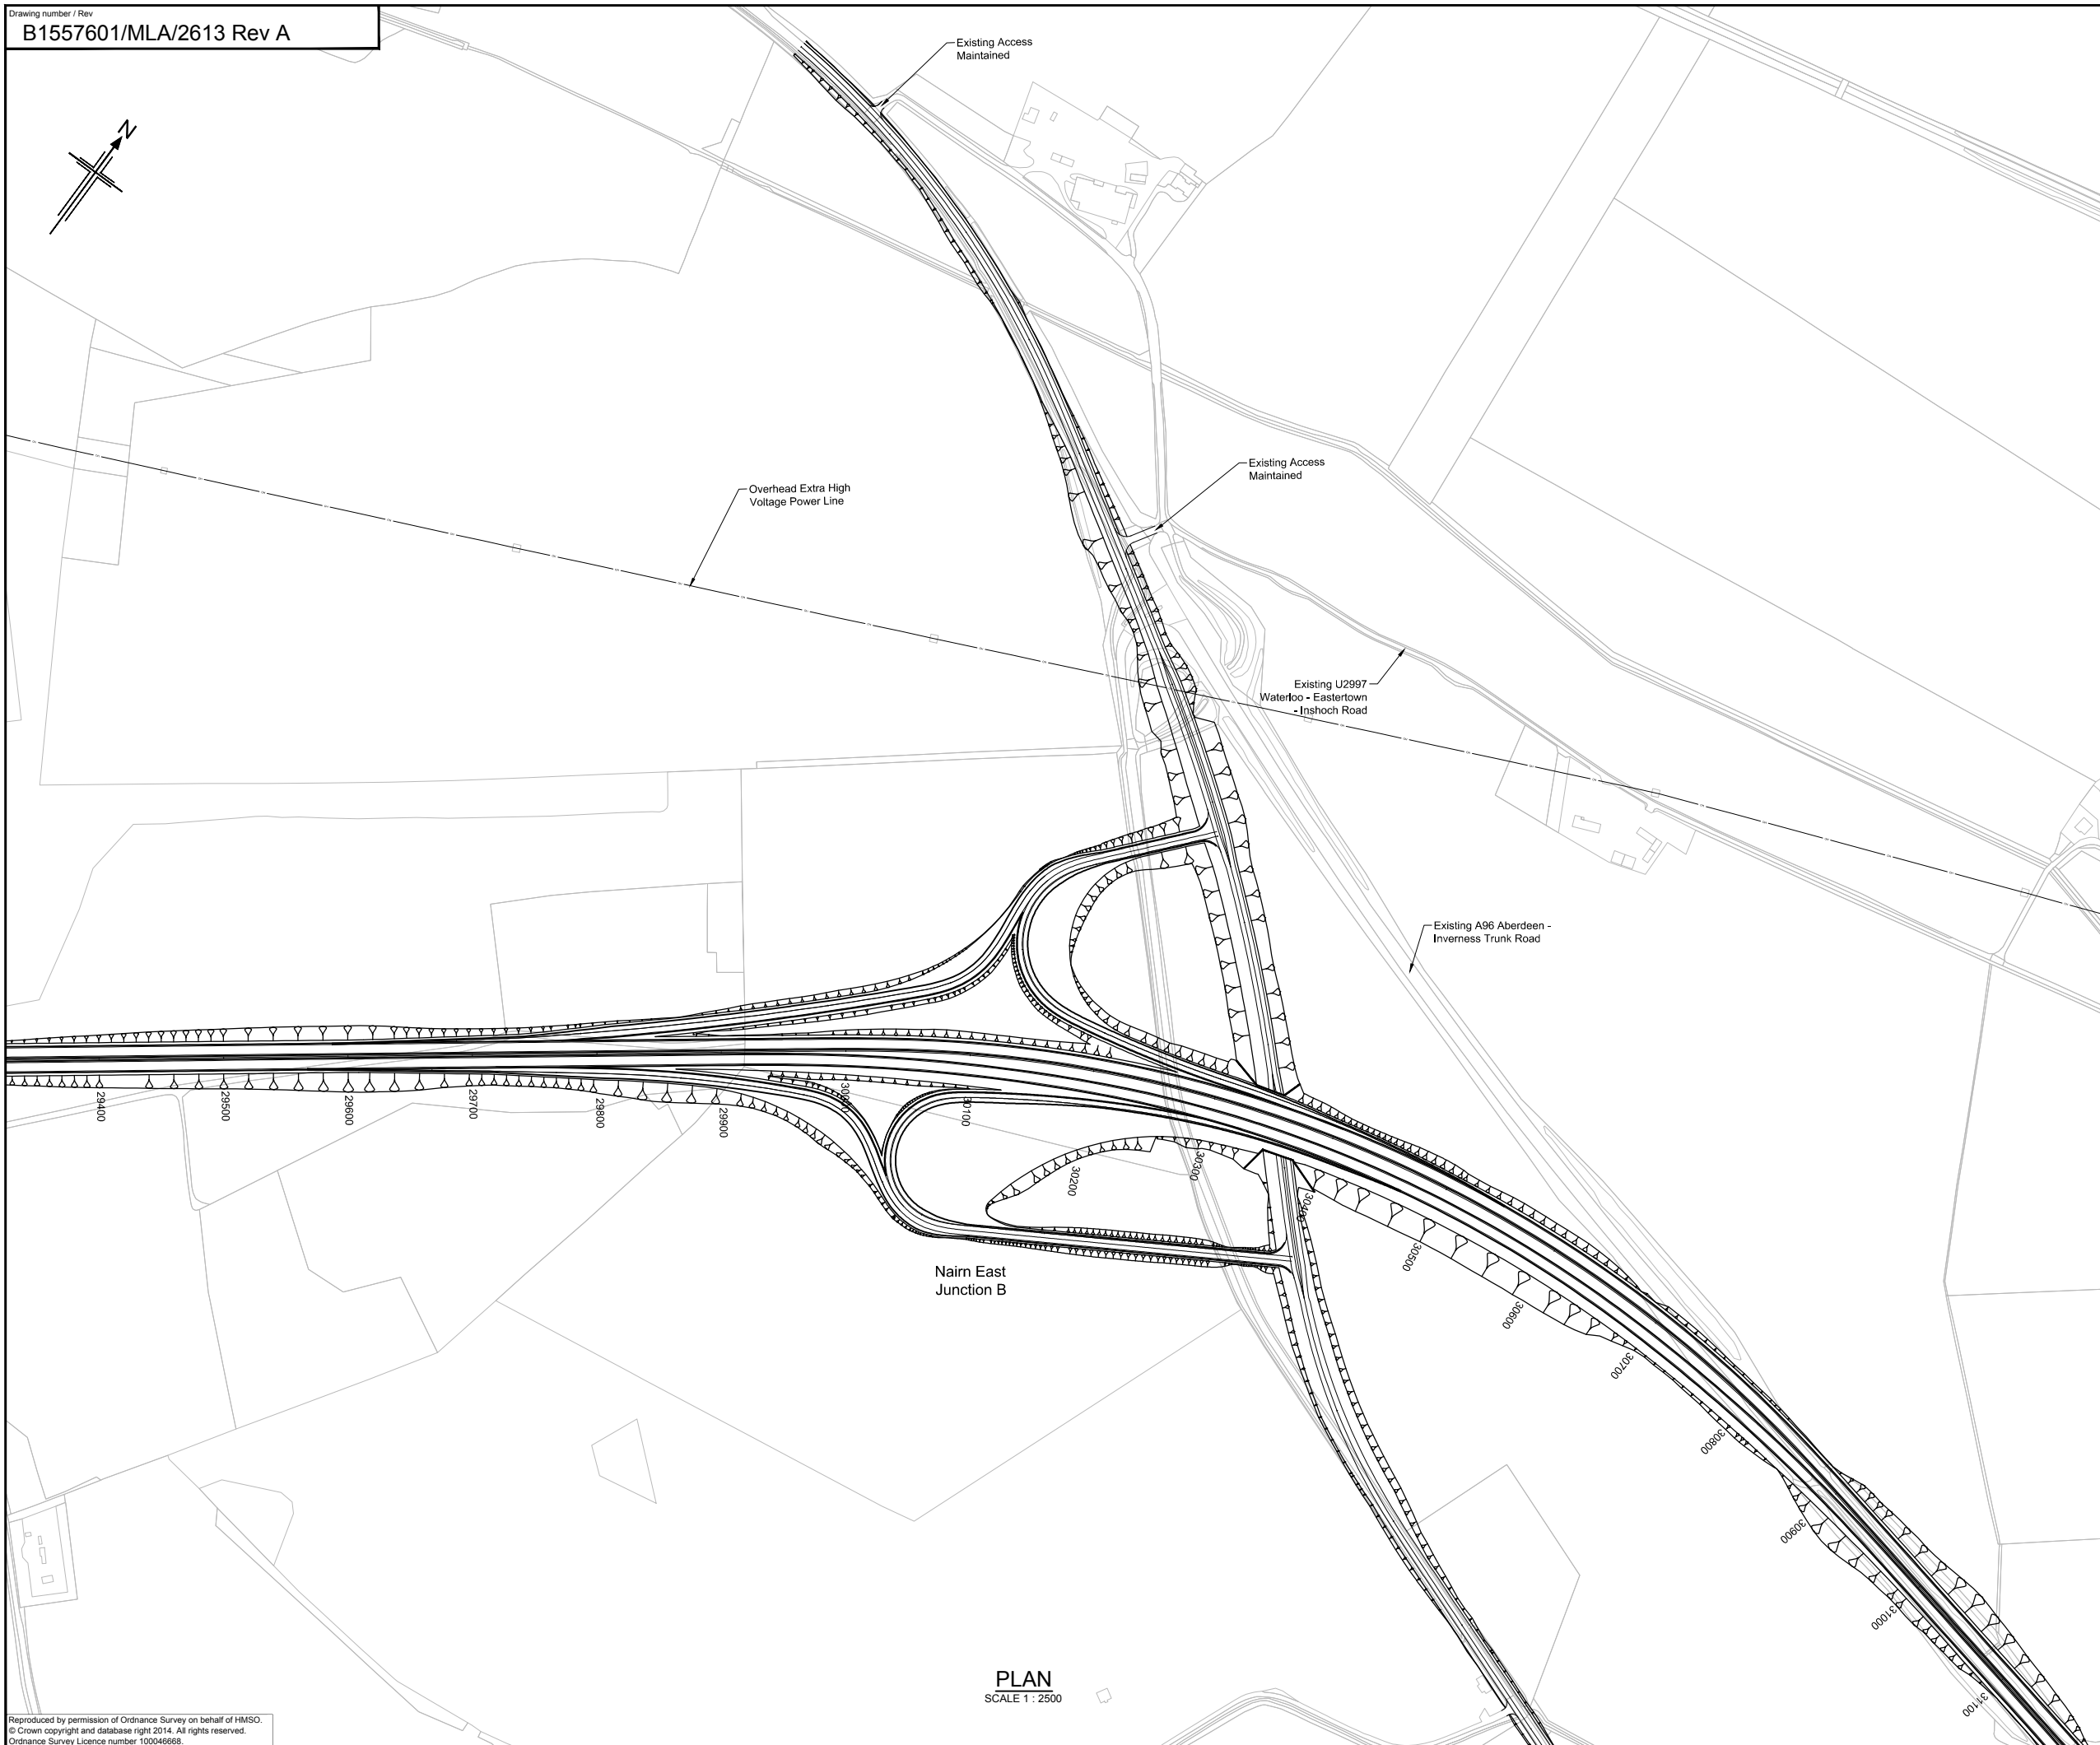 Drawing number / Rev
B1557601/MLA/2613 Rev A
N
Existing Access
Maintained
Existing Access
Maintained
Overhead Extra High
Voltage Power Line
Existing U2997
Waterloo - Eastertown
- Inshoch Road
Existing A96 Aberdeen -
Inverness Trunk Road
29400
29500
29600
29700
29800
29900
30000
30100
30200
30300
30400
30500
30600
30700
30800
30900
31000
31100
Nairn East
Junction B
PLAN
SCALE 1 : 2500
Reproduced by permission of Ordnance Survey on behalf of HMSO.
© Crown copyright and database right 2014. All rights reserved.
Ordnance Survey Licence number 100046668.